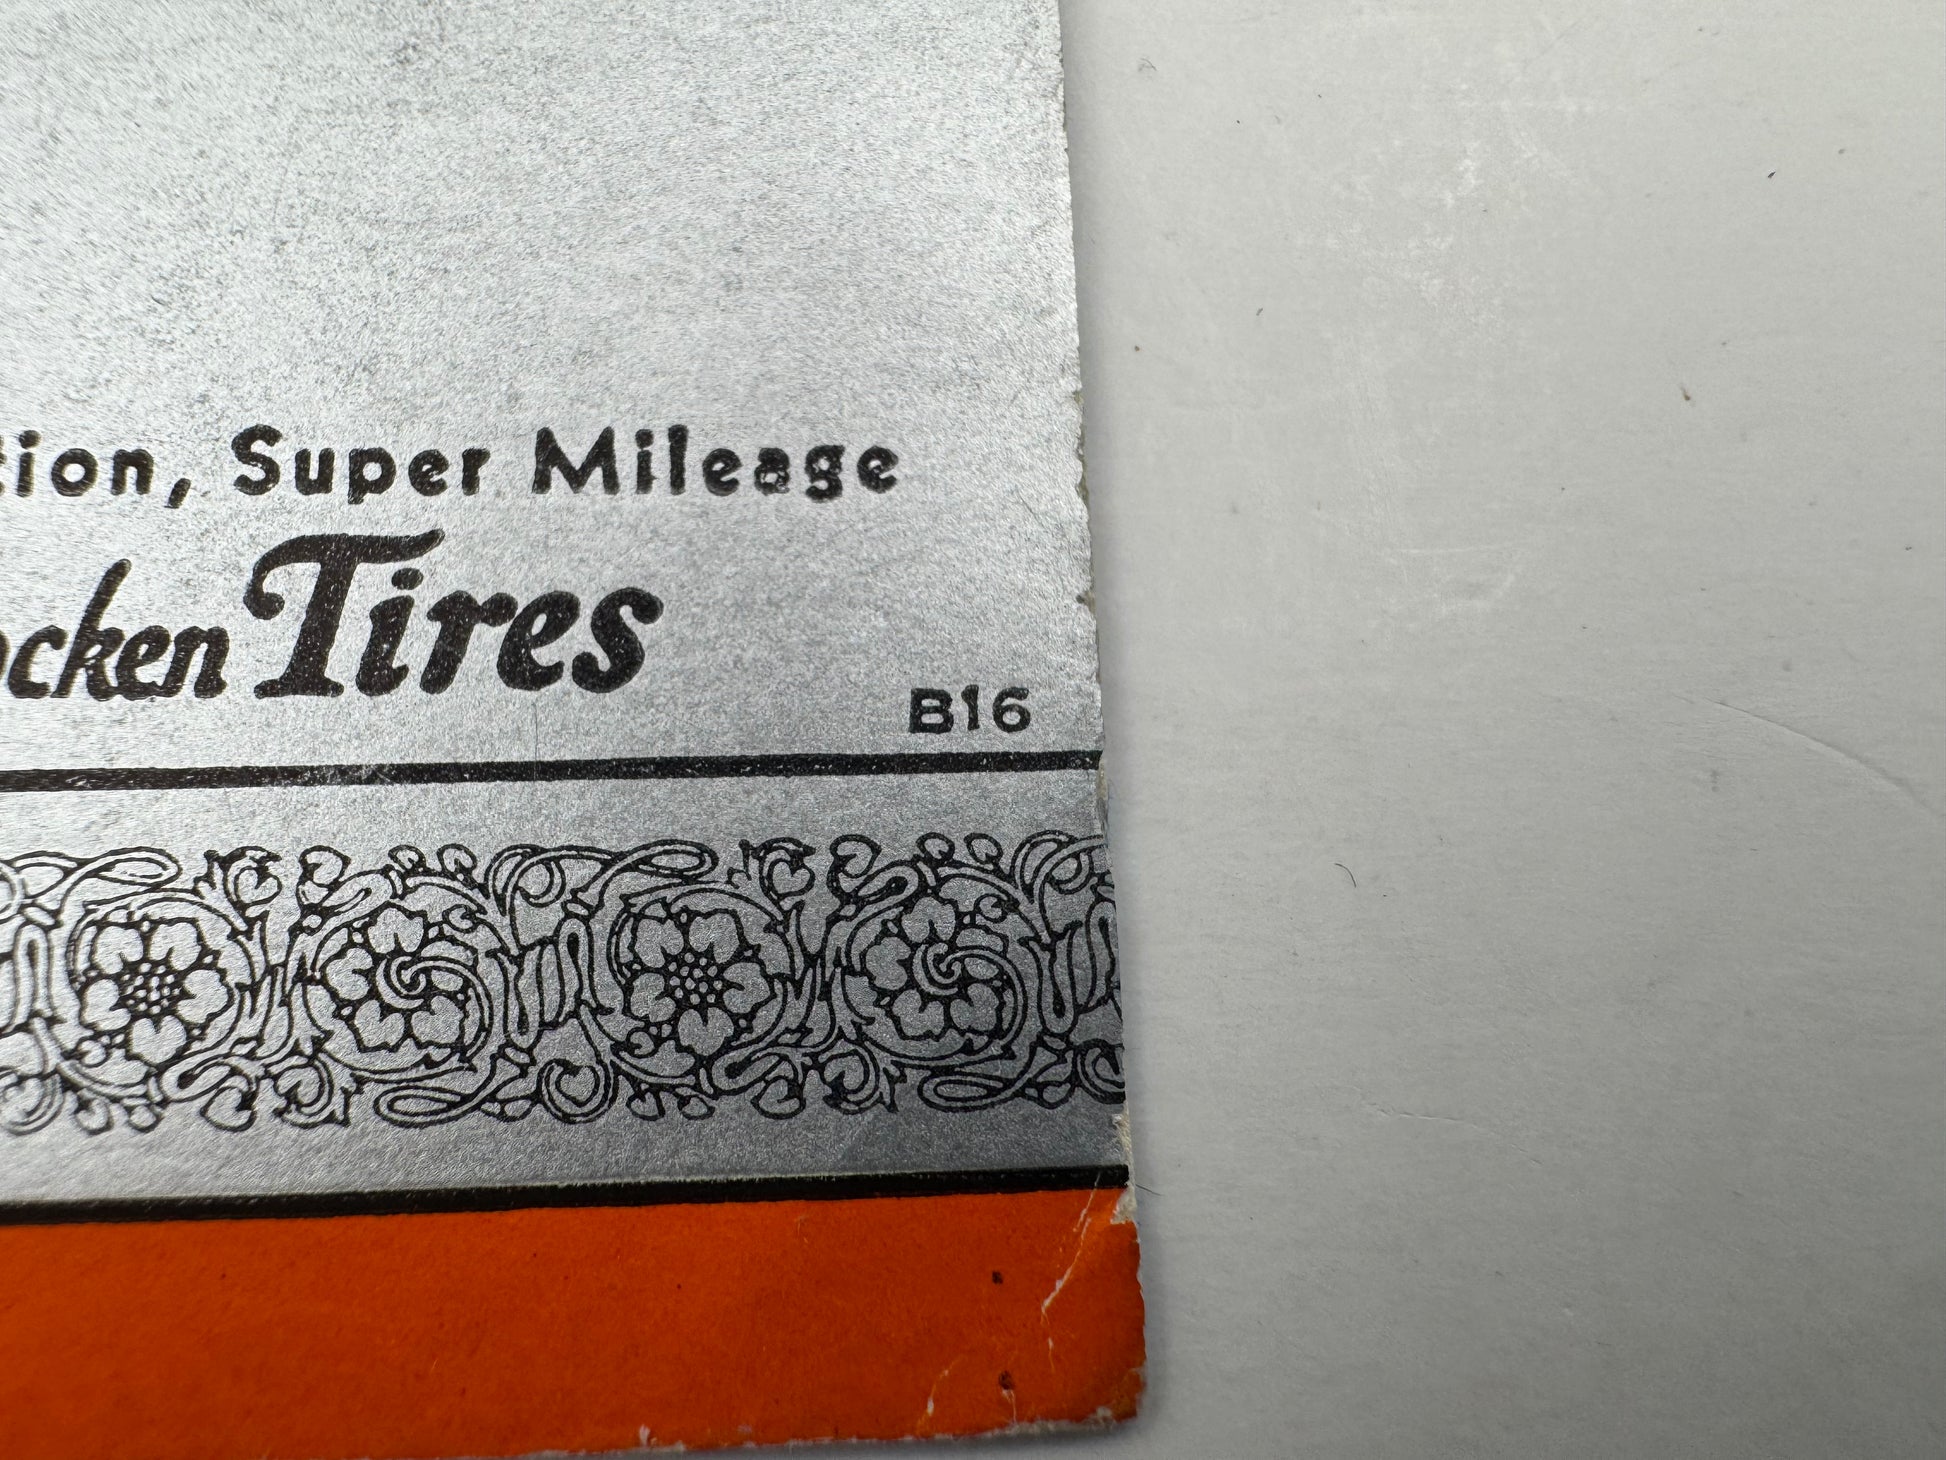 tion, Super Mileage
ocken Tires
B16